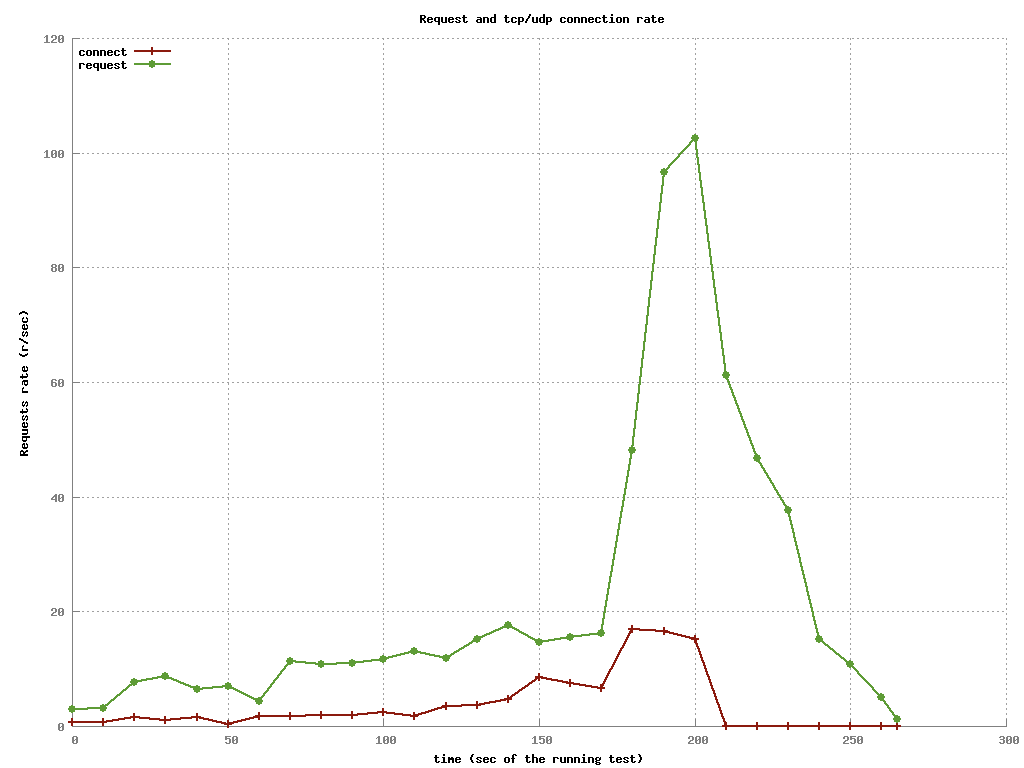 Request and tcp/udp connection rate
connect
request
120
100
80
60
40
20
0
Requests rate (r/sec)
0 50 100 150 200 250 300
time (sec of the running test)